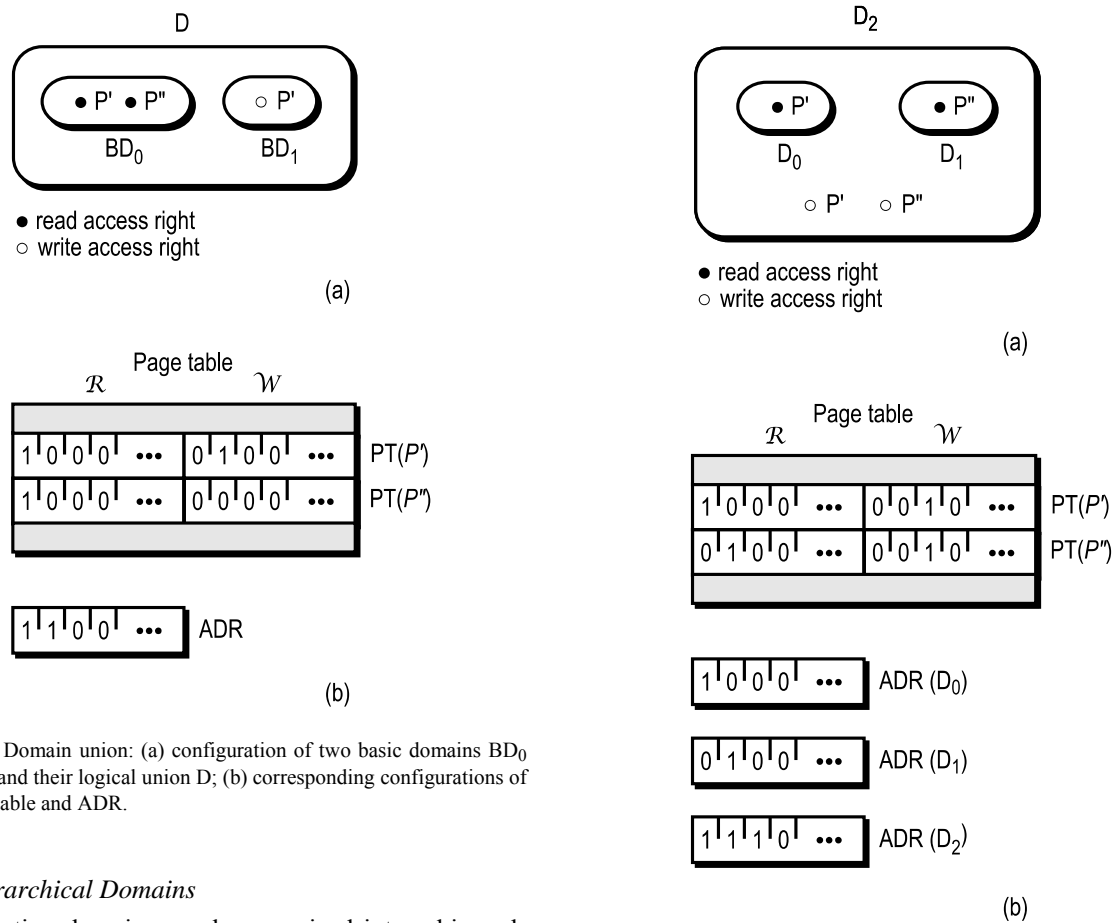 D
● P' ● P"
○ P'
BD0
BD1
● read access right
○ write access right
(a)
Page table
R W
1 0 0 0 ••• 0 1 0 0 ••• PT(P')
1 0 0 0 ••• 0 0 0 0 ••• PT(P")
1 1 0 0 ••• ADR
(b)
Domain union: (a) configuration of two basic domains BD0
and their logical union D; (b) corresponding configurations of
able and ADR.
rarchical Domains
D2
● P'
● P"
D0
D1
○ P' ○ P"
● read access right
○ write access right
(a)
Page table
R W
1 0 0 0 ••• 0 0 1 0 ••• PT(P')
0 1 0 0 ••• 0 0 1 0 ••• PT(P")
1 0 0 0 ••• ADR (D0)
0 1 0 0 ••• ADR (D1)
1 1 1 0 ••• ADR (D2)
(b)